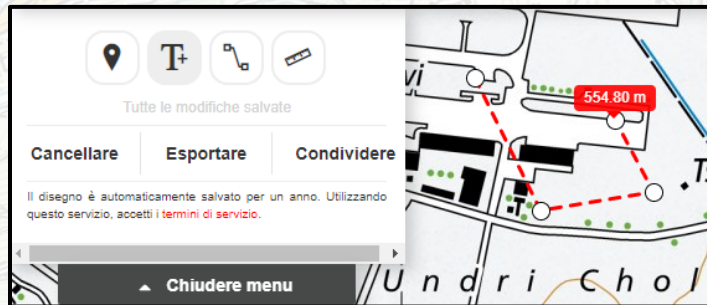 T+
Tutte le modifiche salvate
Cancellare
Esportare
Condividere
Il disegno è automaticamente salvato per un anno. Utilizzando
questo servizio, accetti i termini di servizio.
Chiudere menu
vi
554.80 m
T
Undri Chol